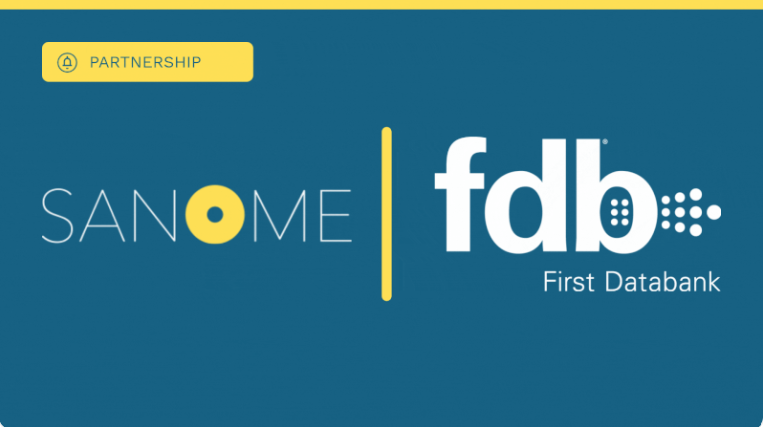 PARTNERSHIP
SANOME
fdb
First Databank